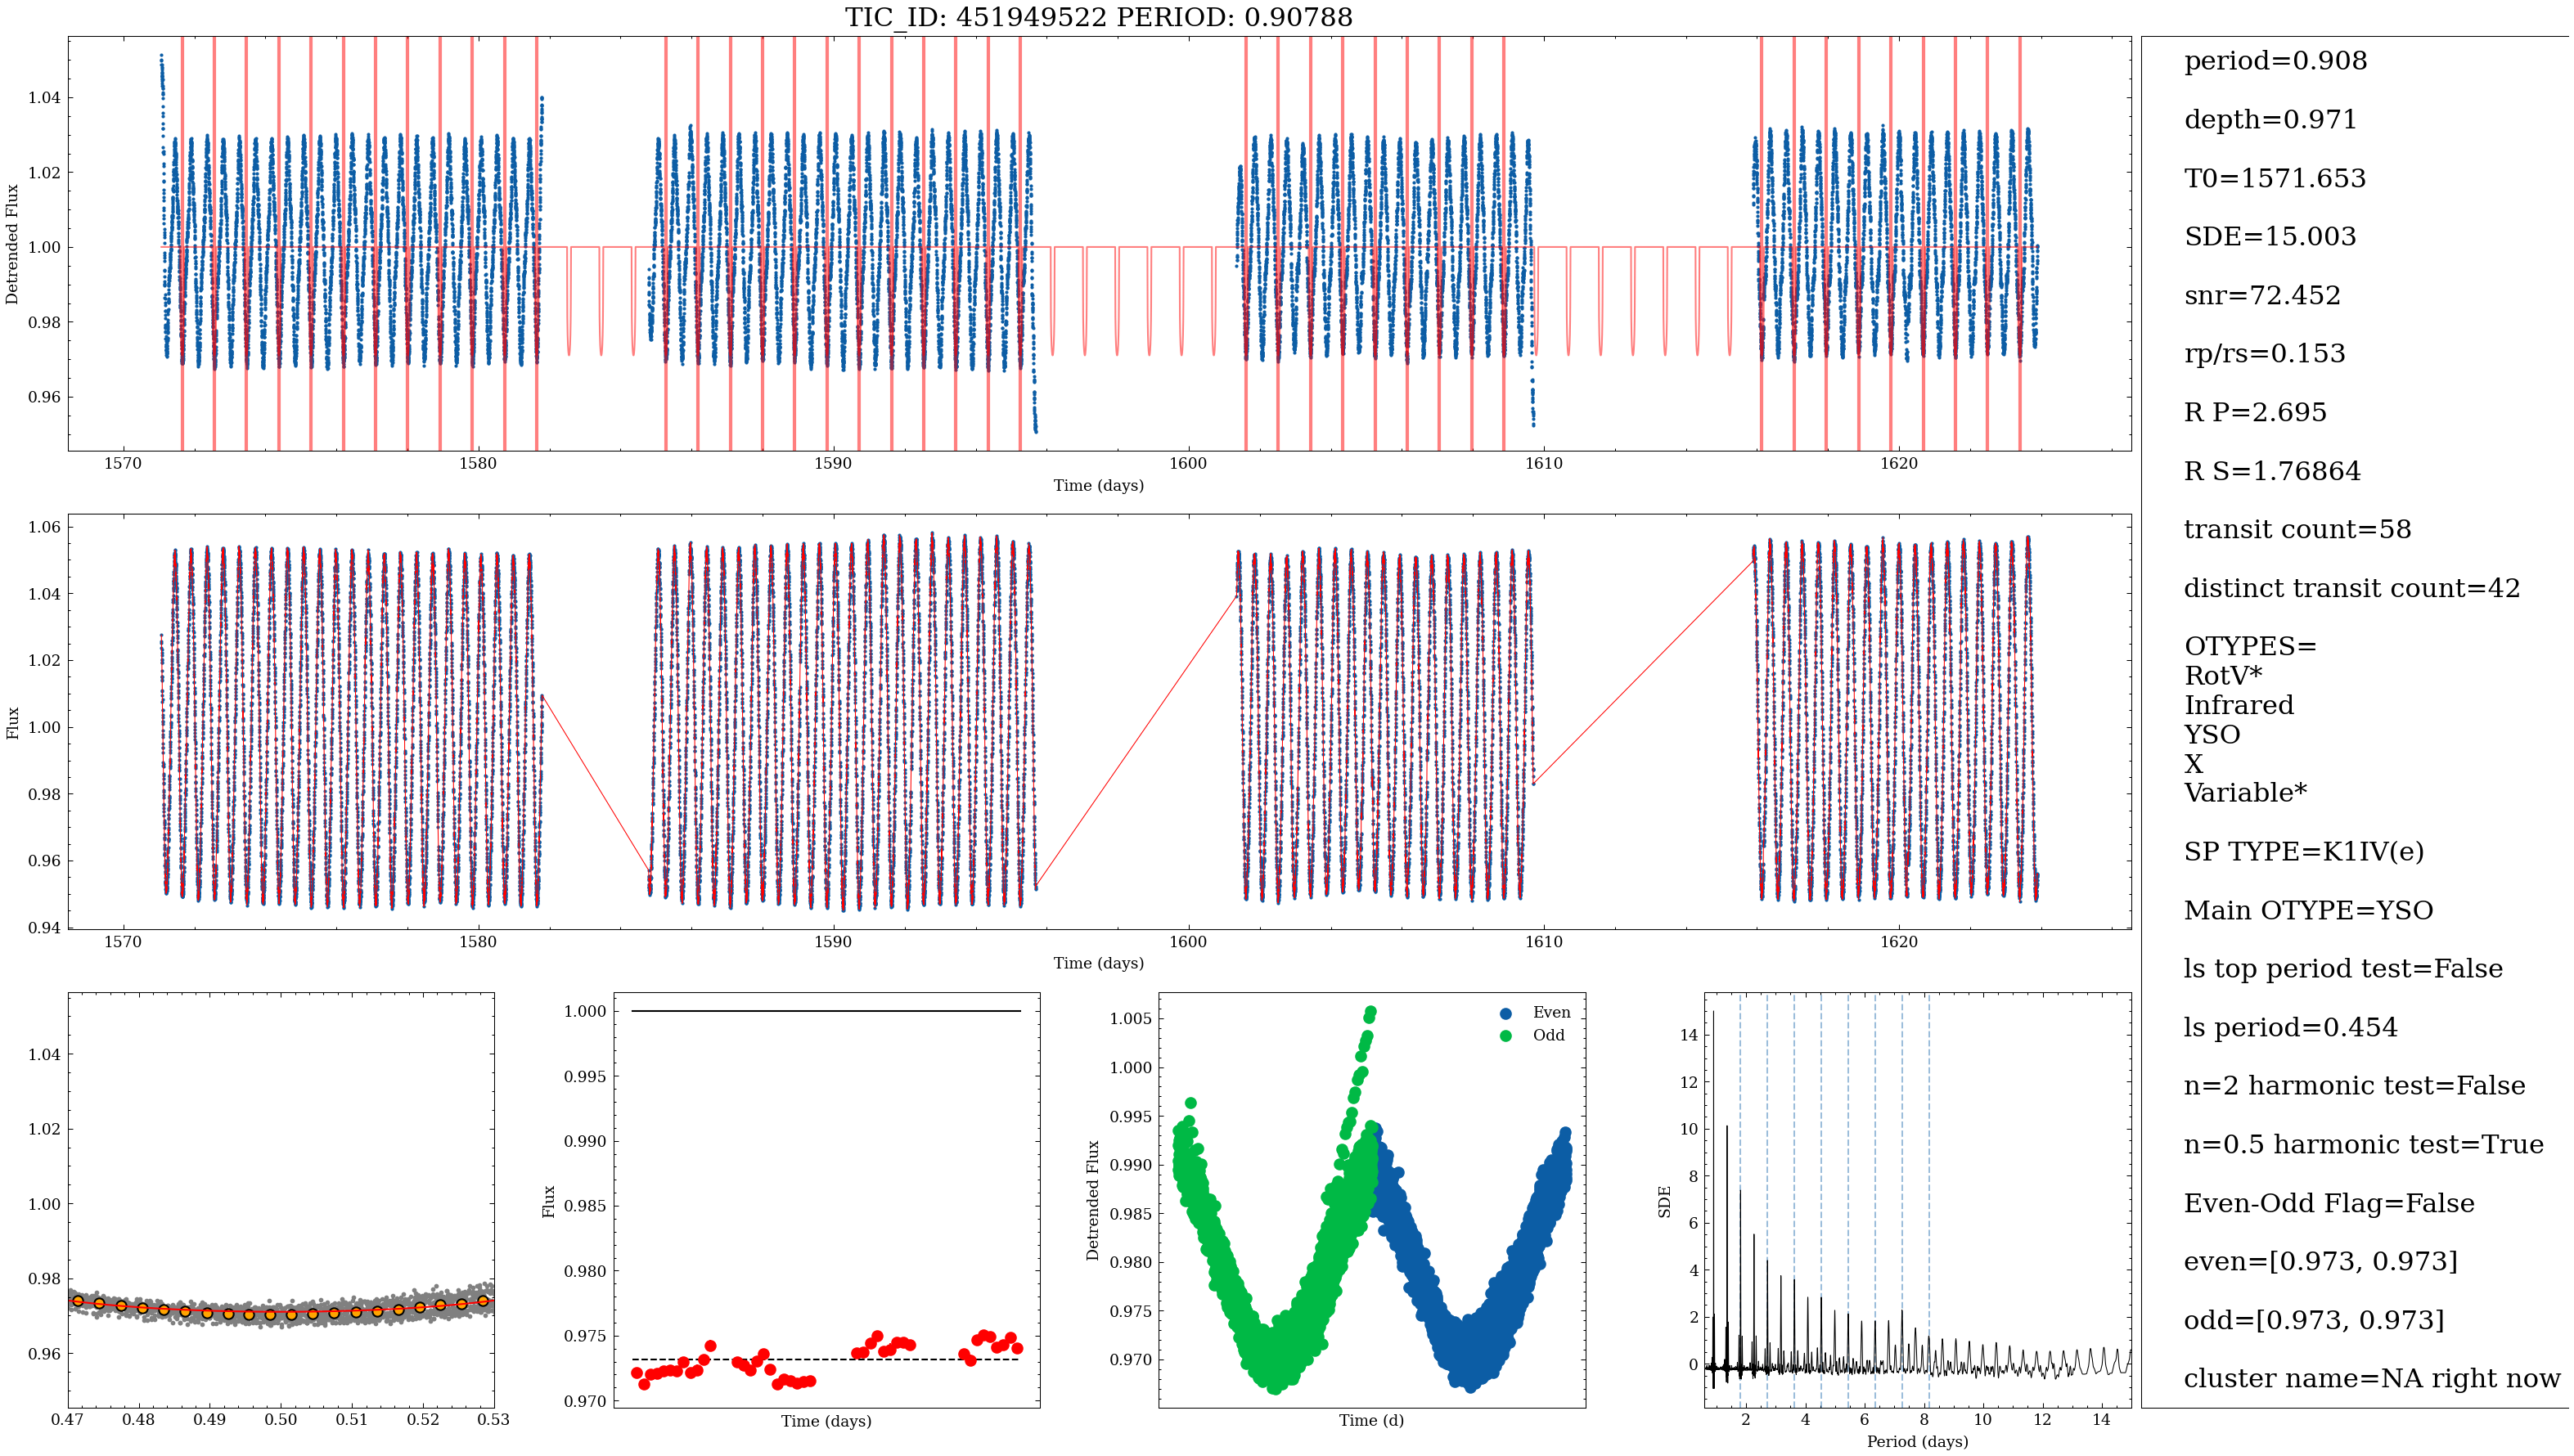 TIC_ID: 451949522 PERIOD: 0.90788
1.04
1.02
1.00
0.98
0.96
Detrended Flux
1570
1580
1590
1600
1610
1620
Time (days)
1.06
1.04
1.02
1.00
0.98
0.96
0.94
Flux
1570
1580
1590
1600
1610
1620
Time (days)
1.04
1.02
1.00
0.98
0.96
0.47
0.48
0.49
0.50
0.51
0.52
0.53
1.000
0.995
0.990
0.985
0.980
0.975
0.970
Flux
Time (days)
1.005
1.000
0.995
0.990
0.985
0.980
0.975
0.970
Detrended Flux
Even
Odd
Time (d)
14
12
10
8
6
4
2
0
SDE
2
4
6
8
10
12
14
Period (days)
period=0.908
depth=0.971
T0=1571.653
SDE=15.003
snr=72.452
rp/rs=0.153
R P=2.695
R S=1.76864
transit count=58
distinct transit count=42
OTYPES=
RotV*
Infrared
YSO
X
Variable*
SP TYPE=K1IV(e)
Main OTYPE=YSO
ls top period test=False
ls period=0.454
n=2 harmonic test=False
n=0.5 harmonic test=True
Even-Odd Flag=False
even=[0.973, 0.973]
odd=[0.973, 0.973]
cluster name=NA right now